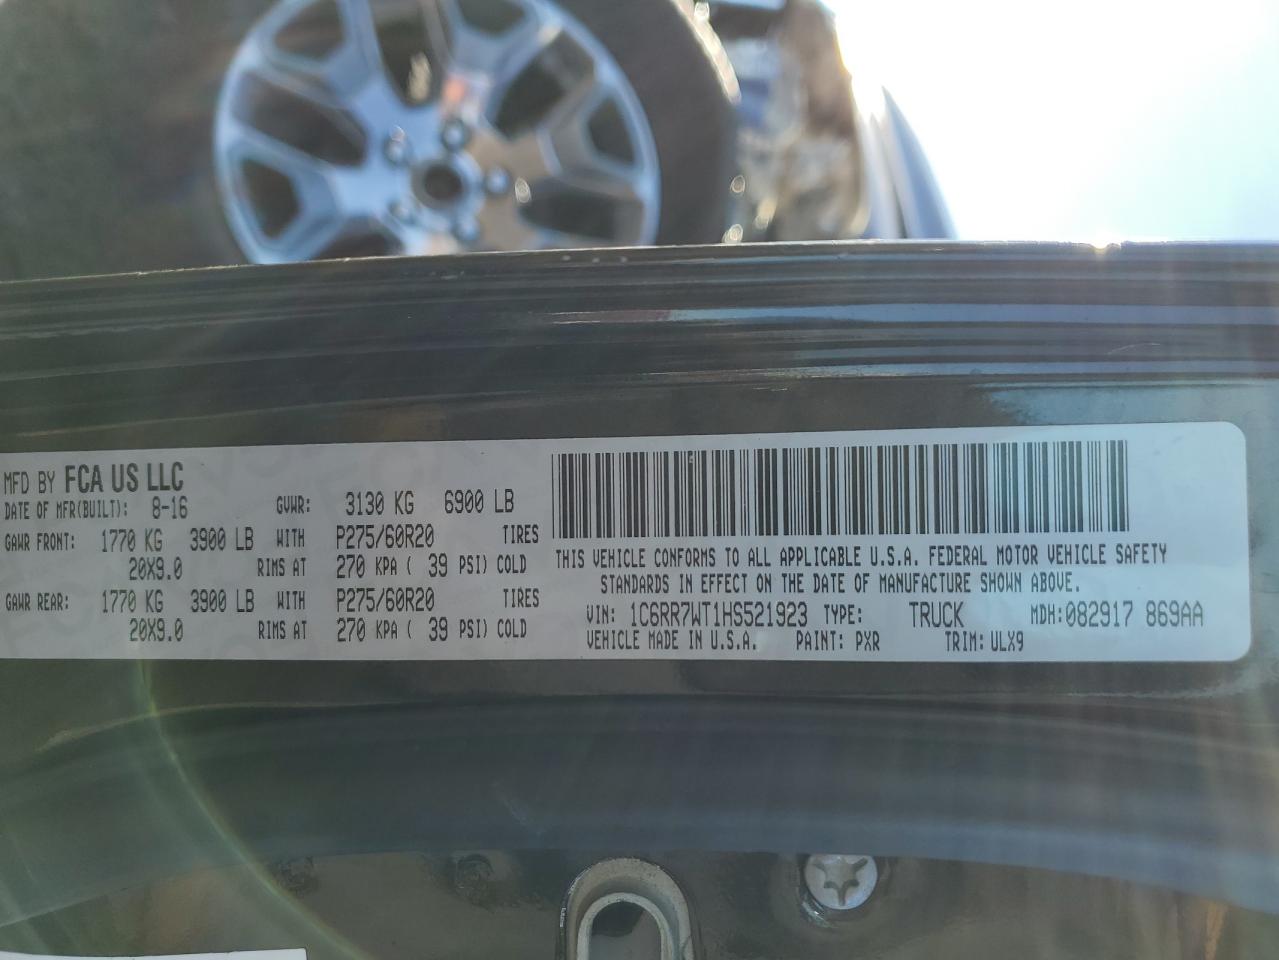 MFD BY FCA US LLC
DATE OF MFR(BUILT): 8-16 GVWR: 3130 KG 6900 LB
GAWR FRONT: 1770 KG 3900 LB WITH P275/60R20 TIRES
20X9.0 RIMS AT 270 KPA ( 39 PSI) COLD
GAWR REAR: 1770 KG 3900 LB WITH P275/60R20 TIRES
20X9.0 RIMS AT 270 KPA ( 39 PSI) COLD
THIS VEHICLE CONFORMS TO ALL APPLICABLE U.S.A. FEDERAL MOTOR VEHICLE SAFETY
STANDARDS IN EFFECT ON THE DATE OF MANUFACTURE SHOWN ABOVE.
VIN: 1C6RR7WT1HS521923 TYPE: TRUCK MDH:082917 869AA
VEHICLE MADE IN U.S.A. PAINT: PXR TRIM: ULX9